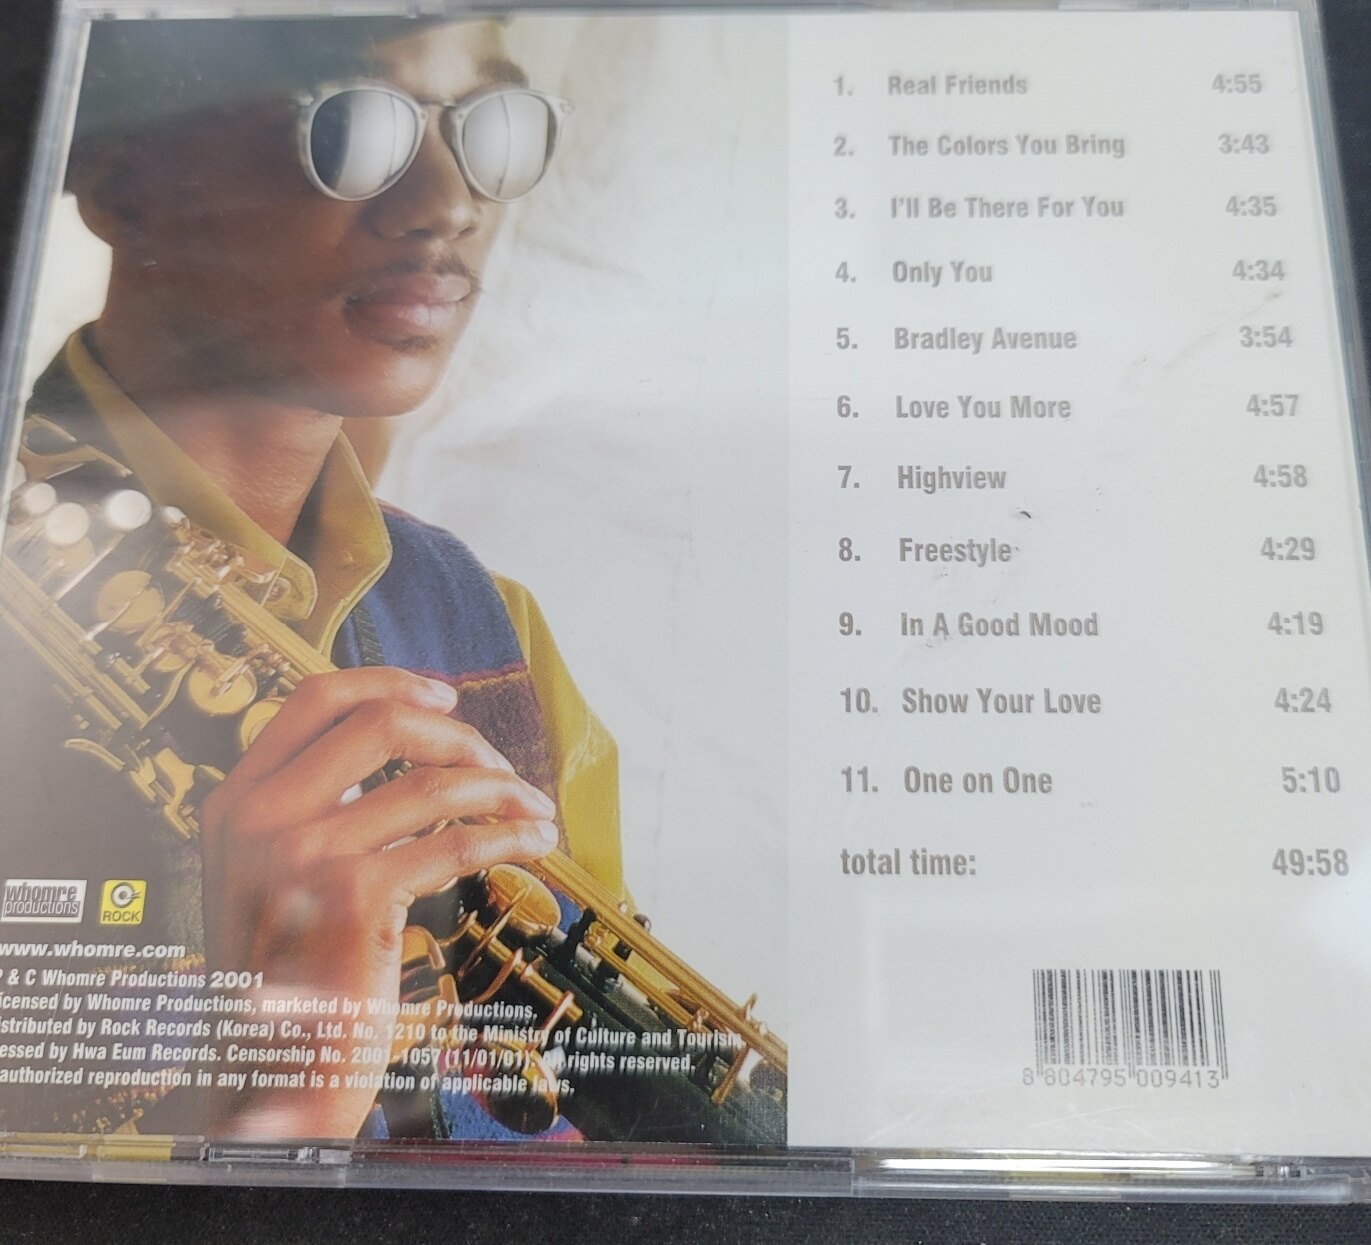 1. Real Friends 4:55
2. The Colors You Bring 3:43
3. I'll Be There For You 4:35
4. Only You 4:34
5. Bradley Avenue 3:54
6. Love You More 4:57
7. Highview 4:58
8. Freestyle 4:29
9. In A Good Mood 4:19
10. Show Your Love 4:24
11. One on One 5:10
total time: 49:58
whomre
productions
ROCK
www.whomre.com
P & C Whomre Productions 2001
icensed by Whomre Productions, marketed by Whomre Productions,
istributed by Rock Records (Korea) Co., Ltd. No. 1210 to the Ministry of Culture and Tourism
essed by Hwa Eum Records. Censorship No. 2001-1057 (11/01/01). All rights reserved.
authorized reproduction in any format is a violation of applicable laws.
8 804795 009413